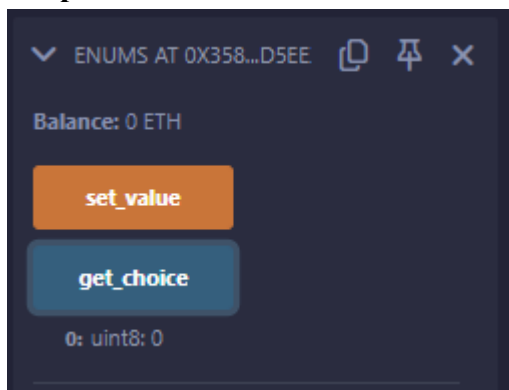 ENUMS AT 0X358...D5EE
Balance: 0 ETH
set_value
get_choice
0: uint8: 0